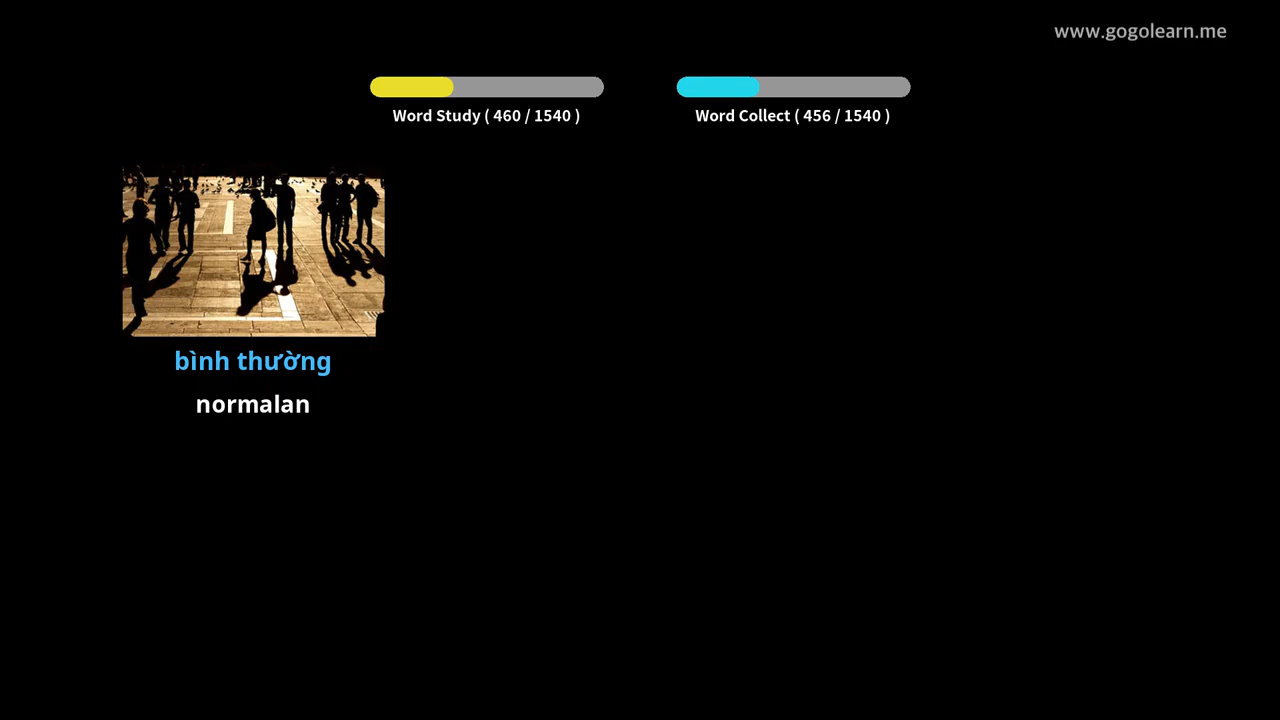 www.gogolearn.me
Word Study ( 460 / 1540 )
Word Collect ( 456 / 1540 )
bình thường
normalan